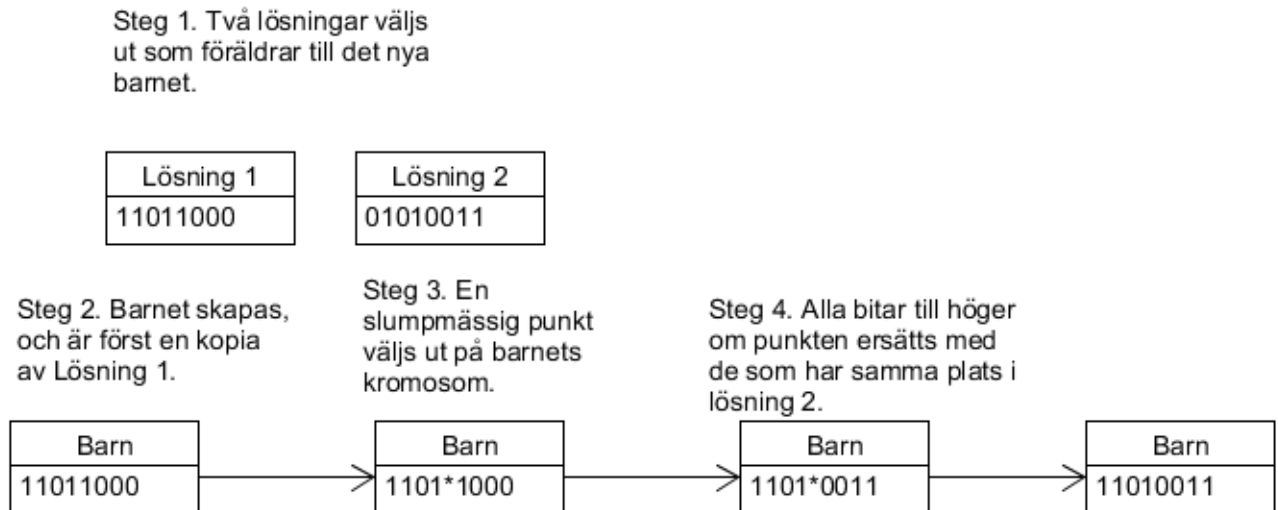 Steg 1. Två lösningar väljs
ut som föräldrar till det nya
barnet.
Lösning 1
11011000
Lösning 2
01010011
Steg 2. Barnet skapas,
och är först en kopia
av Lösning 1.
Steg 3. En
slumpmässig punkt
väljs ut på barnets
kromosom.
Steg 4. Alla bitar till höger
om punkten ersätts med
de som har samma plats i
lösning 2.
Barn
11011000
Barn
1101*1000
Barn
1101*0011
Barn
11010011